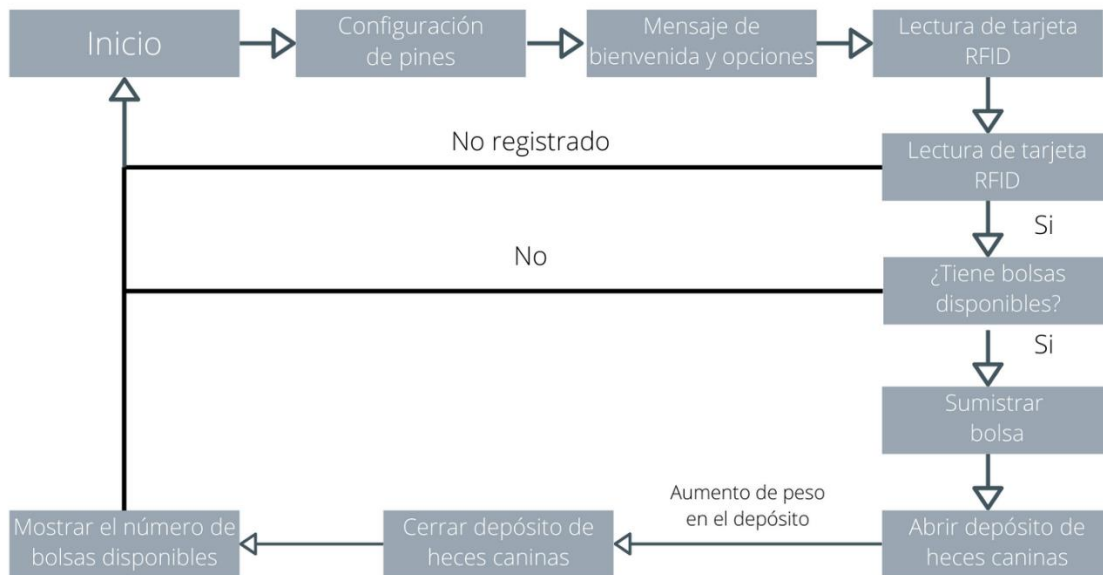 Inicio
Configuración
de pines
Mensaje de
bienvenida y opciones
Lectura de tarjeta
RFID
No registrado
Lectura de tarjeta
RFID
Si
No
¿Tiene bolsas
disponibles?
Si
Sumistrar
bolsa
Aumento de peso
en el depósito
Mostrar el número de
bolsas disponibles
Cerrar depósito de
heces caninas
Abrir depósito de
heces caninas